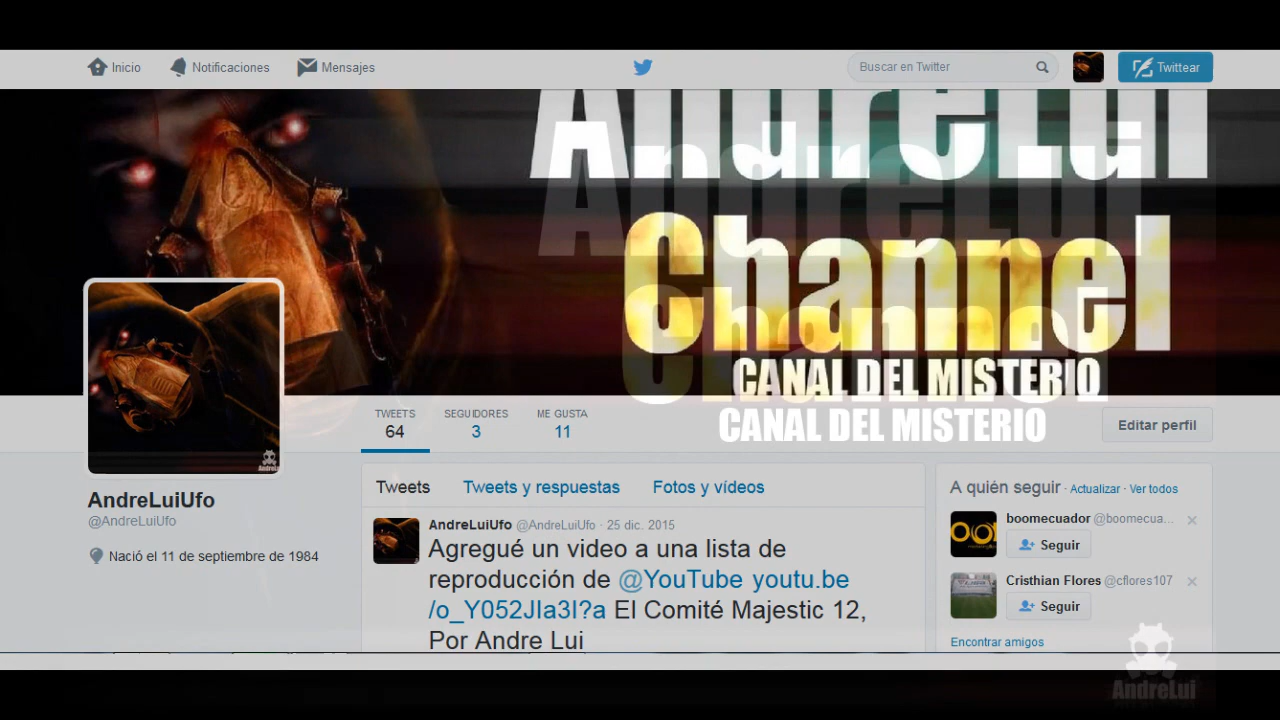 Inicio
Notificaciones
Mensajes
Buscar en Twitter
Twittear
AndreLui
AndreLui
Channel
Channel
CANAL DEL MISTERIO
CANAL DEL MISTERIO
TWEETS
64
SEGUIDORES
3
ME GUSTA
11
Editar perfil
AndreLui
AndreLuiUfo
@AndreLuiUfo
Nació el 11 de septiembre de 1984
Tweets
Tweets y respuestas
Fotos y vídeos
AndreLuiUfo @AndreLuiUfo · 25 dic. 2015
Agregué un video a una lista de
reproducción de @YouTube youtu.be
/o_Y052JIa3I?a El Comité Majestic 12,
Por Andre Lui
A quién seguir · Actualizar · Ver todos
boomecuador @boomecua...
Seguir
Cristhian Flores @cflores107
Seguir
Encontrar amigos
AndreLui